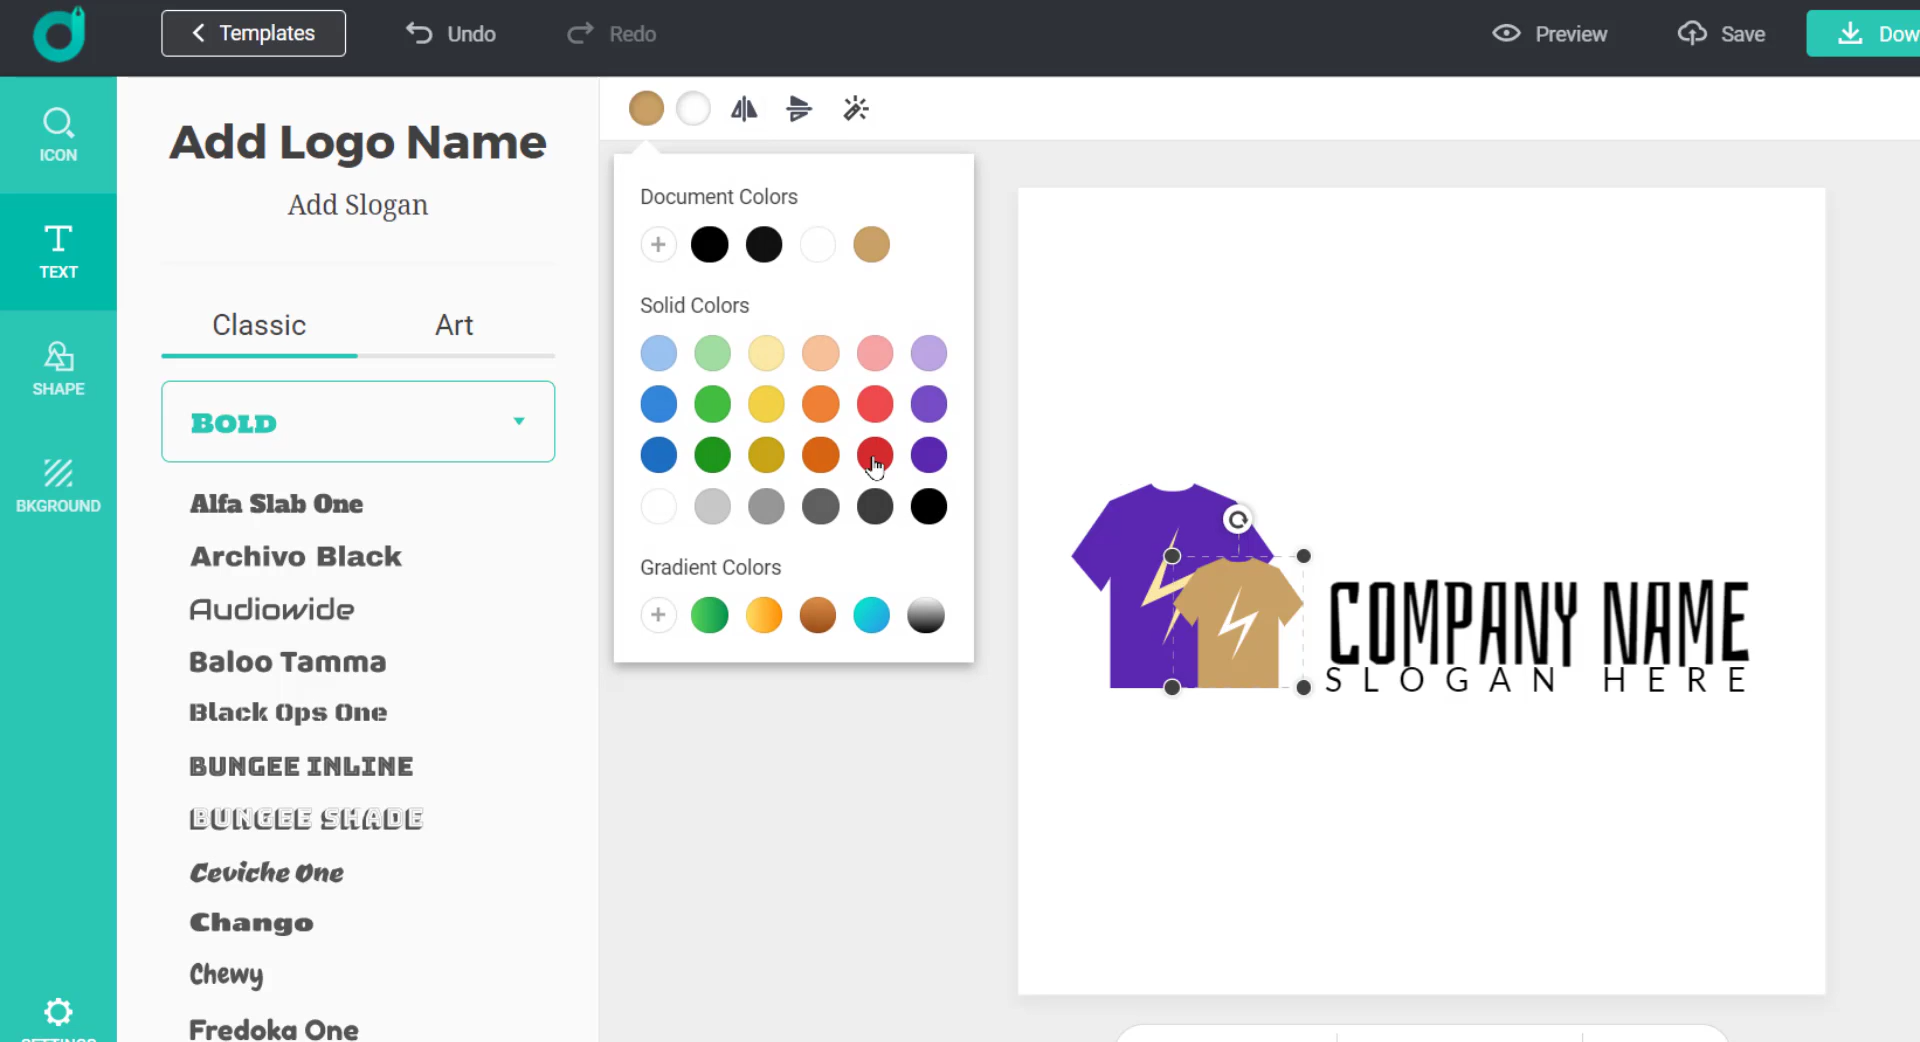 Templates
Undo
Redo
Preview
Save
Dow
ICON
TEXT
SHAPE
BKGROUND
Add Logo Name
Add Slogan
Classic
Art
BOLD
Alfa Slab One
Archivo Black
Audiowide
Baloo Tamma
Black Ops One
BUNGEE INLINE
BUNGEE SHADE
Ceviche One
Chango
Chewy
Fredoka One
SETTINGS
Document Colors
Solid Colors
Gradient Colors
COMPANY NAME
SLOGAN HERE